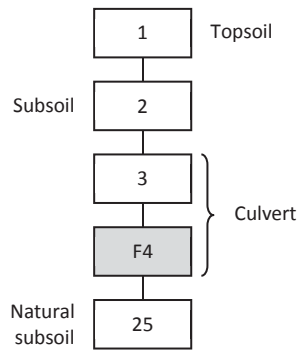 1 Topsoil
Subsoil 2
3
Culvert
F4
Natural
subsoil
25